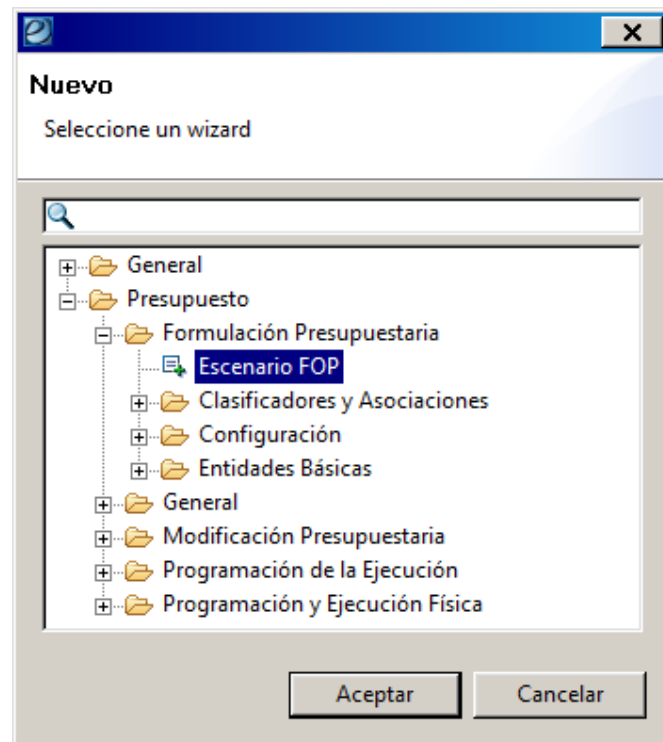 Nuevo
Seleccione un wizard
General
Presupuesto
Formulación Presupuestaria
Escenario FOP
Clasificadores y Asociaciones
Configuración
Entidades Básicas
General
Modificación Presupuestaria
Programación de la Ejecución
Programación y Ejecución Física
Aceptar Cancelar